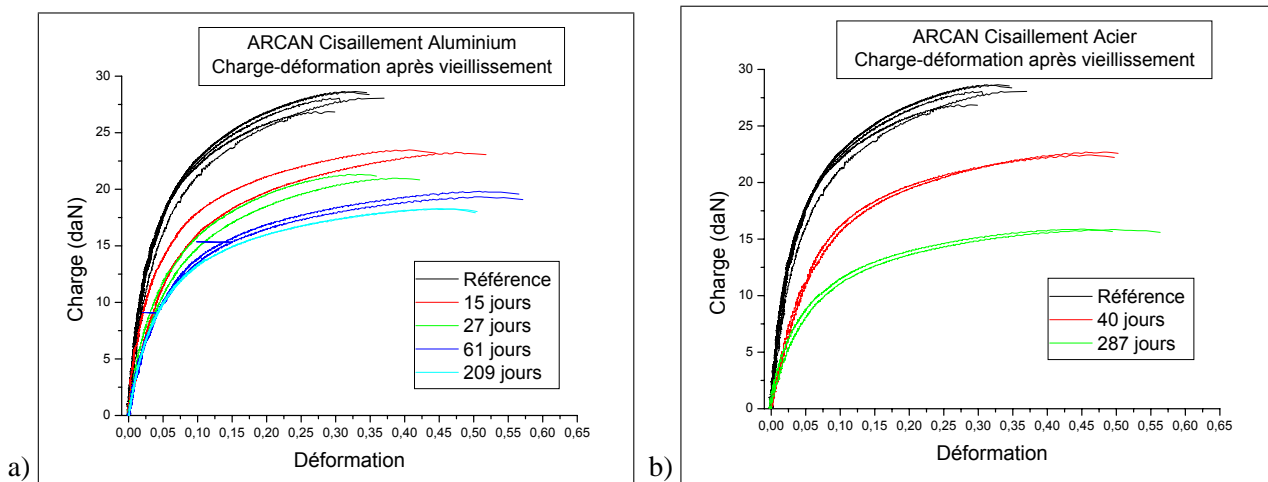 ARCAN Cisaillement Aluminium
Charge-déformation après vieillissement
30
25
20
15
10
5
0
Charge (daN)
Référence
15 jours
27 jours
61 jours
209 jours
0,00 0,05 0,10 0,15 0,20 0,25 0,30 0,35 0,40 0,45 0,50 0,55 0,60 0,65
Déformation
a)
ARCAN Cisaillement Acier
Charge-déformation après vieillissement
30
25
20
15
10
5
0
Charge (daN)
Référence
40 jours
287 jours
0,00 0,05 0,10 0,15 0,20 0,25 0,30 0,35 0,40 0,45 0,50 0,55 0,60 0,65
Déformation
b)